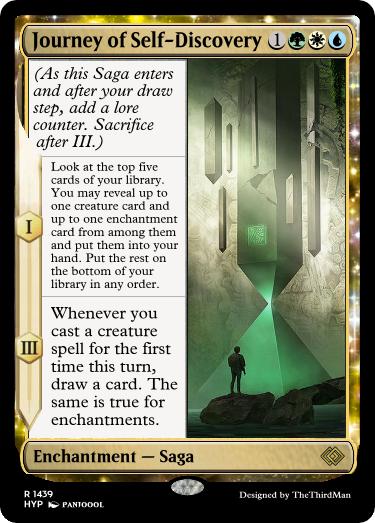 Journey of Self-Discovery 1
(As this Saga enters
and after your draw
step, add a lore
counter. Sacrifice
after III.)
I
Look at the top five
cards of your library.
You may reveal up to
one creature card and
up to one enchantment
card from among them
and put them into your
hand. Put the rest on
the bottom of your
library in any order.
III
Whenever you
cast a creature
spell for the first
time this turn,
draw a card. The
same is true for
enchantments.
Enchantment — Saga
R 1439
HYP PANTOOOL
Designed by TheThirdMan